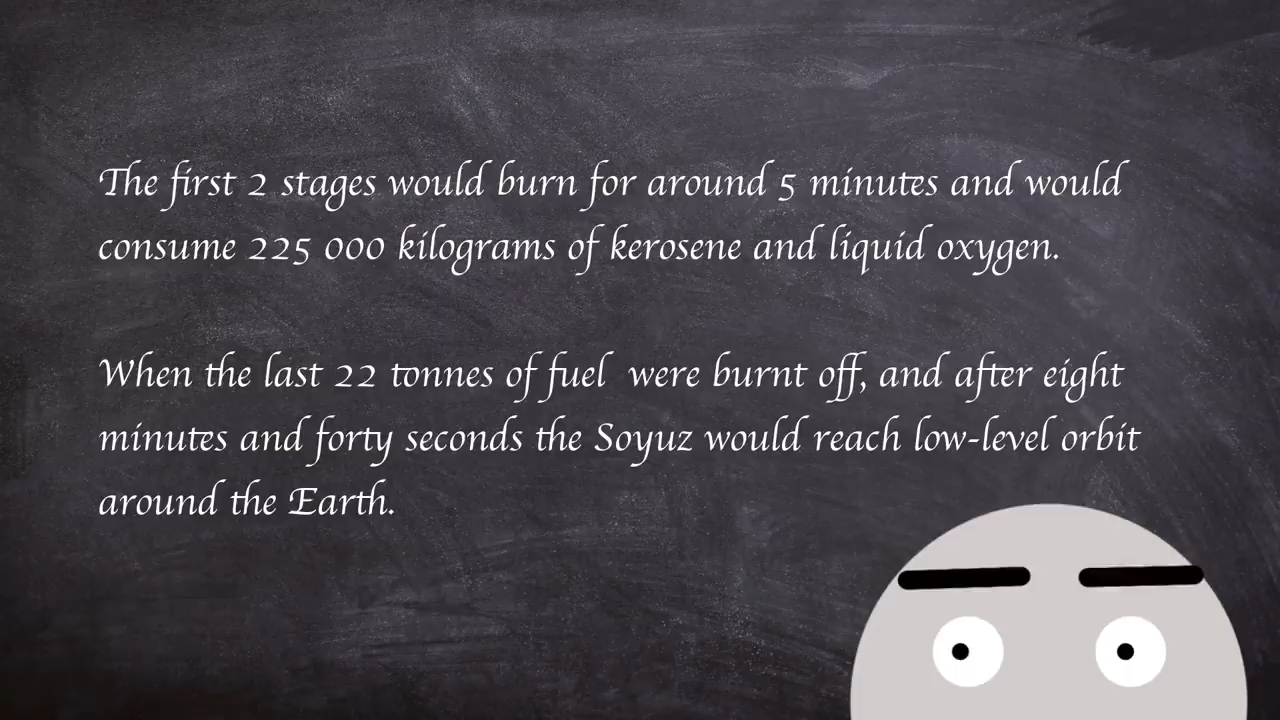 The first 2 stages would burn for around 5 minutes and would
consume 225 000 kilograms of kerosene and liquid oxygen.
When the last 22 tonnes of fuel  were burnt off, and after eight
minutes and forty seconds the Soyuz would reach low-level orbit
around the Earth.